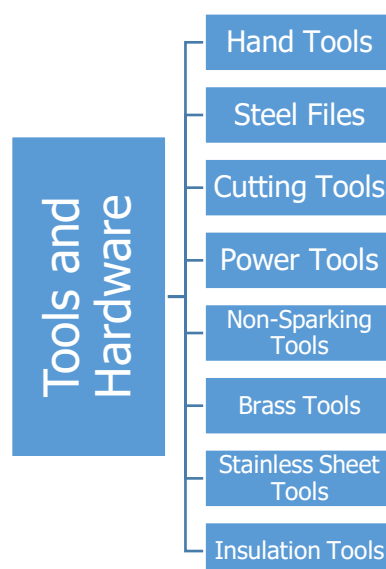 Tools and
Hardware
Hand Tools
Steel Files
Cutting Tools
Power Tools
Non-Sparking
Tools
Brass Tools
Stainless Sheet
Tools
Insulation Tools